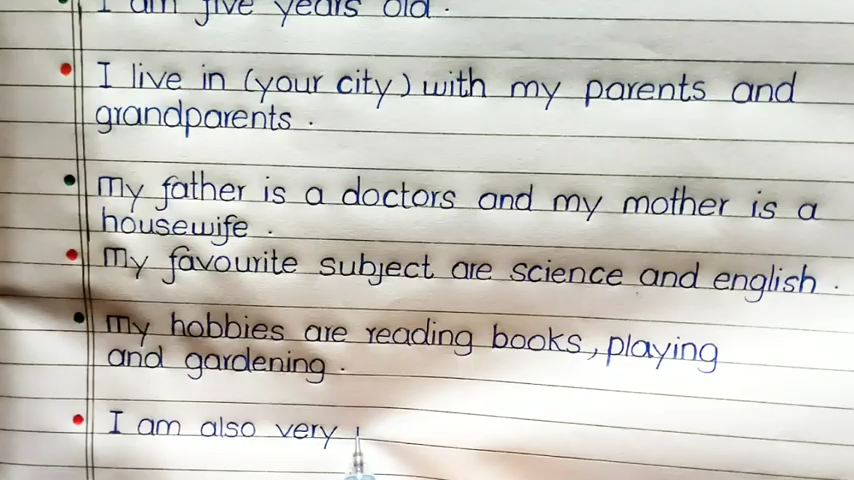 I am five years old.
I live in (your city) with my parents and
grandparents.
my father is a doctors and my mother is a
housewife.
my favourite subject are science and english.
my hobbies are reading books, playing
and gardening.
I am also very